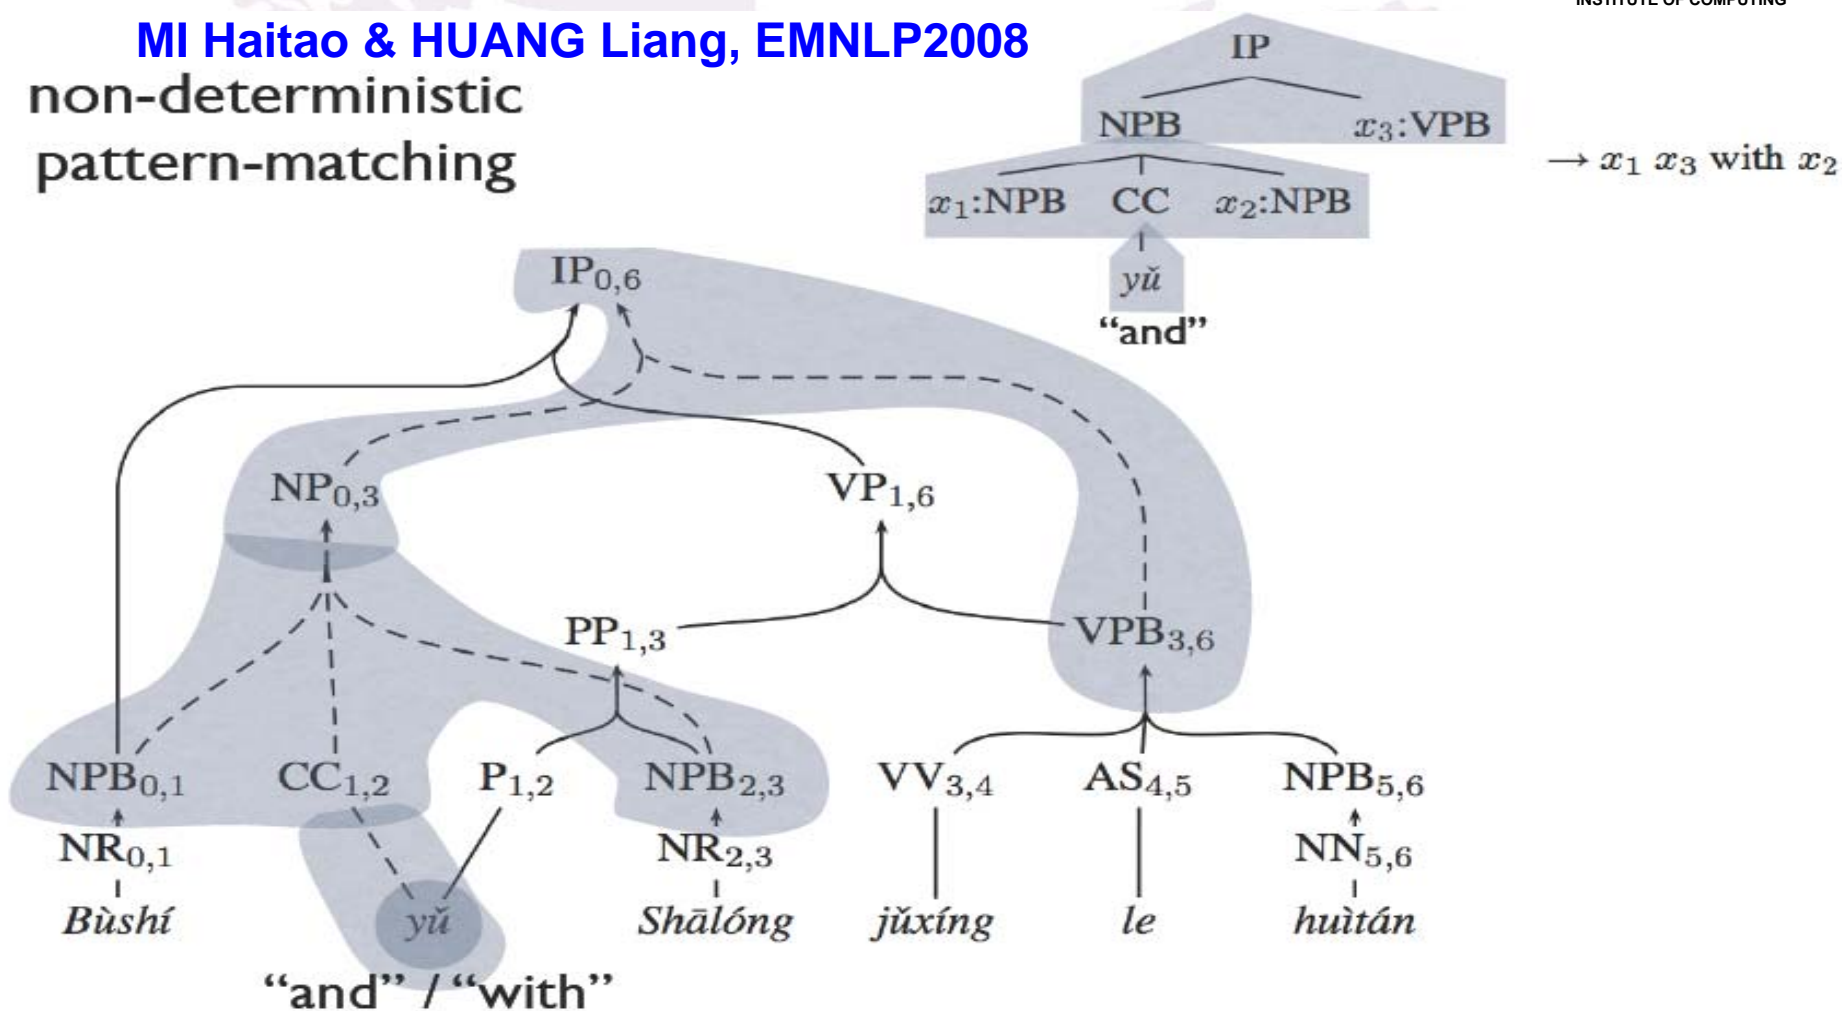 INSTITUTE OF COMPUTING
MI Haitao & HUANG Liang, EMNLP2008
non-deterministic
pattern-matching
IP
NPB x₃:VPB
→ x₁ x₃ with x₂
x₁:NPB CC x₂:NPB
yǔ
“and”
IP₀,₆
NP₀,₃ VP₁,₆
PP₁,₃ VPB₃,₆
NPB₀,₁ CC₁,₂ P₁,₂ NPB₂,₃ VV₃,₄ AS₄,₅ NPB₅,₆
NR₀,₁ NR₂,₃ NN₅,₆
Bùshí yǔ Shālóng jǔxíng le huìtán
“and” / “with”